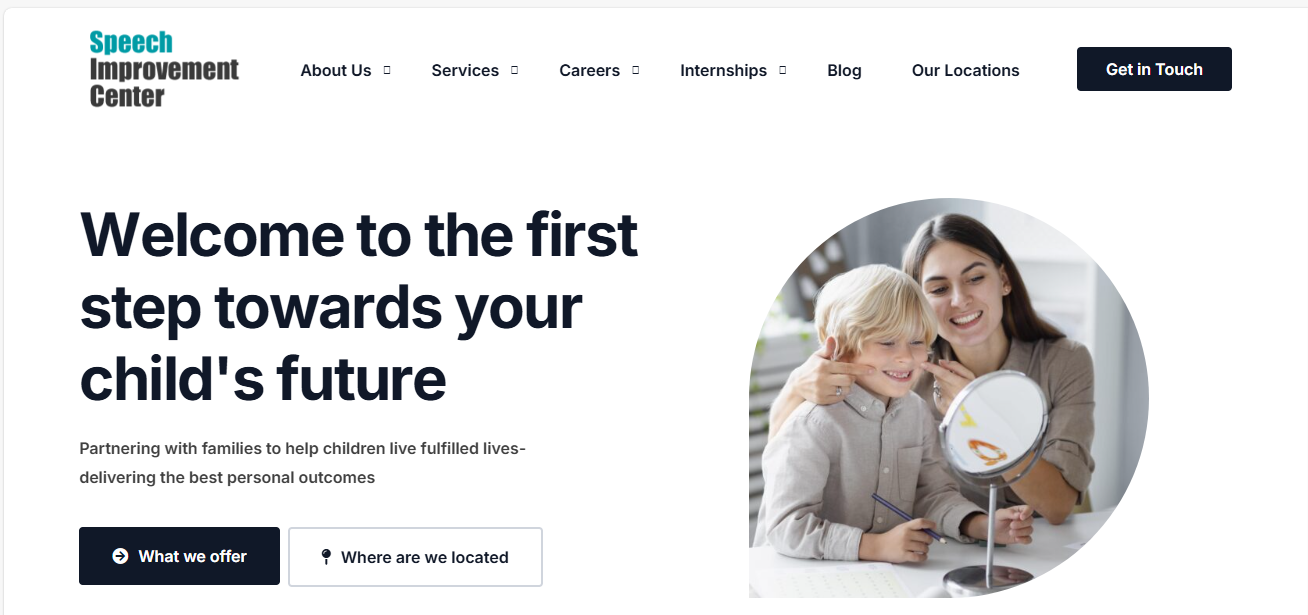 Speech
Improvement
Center
About Us
Services
Careers
Internships
Blog
Our Locations
Get in Touch
Welcome to the first
step towards your
child's future
Partnering with families to help children live fulfilled lives-
delivering the best personal outcomes
What we offer
Where are we located